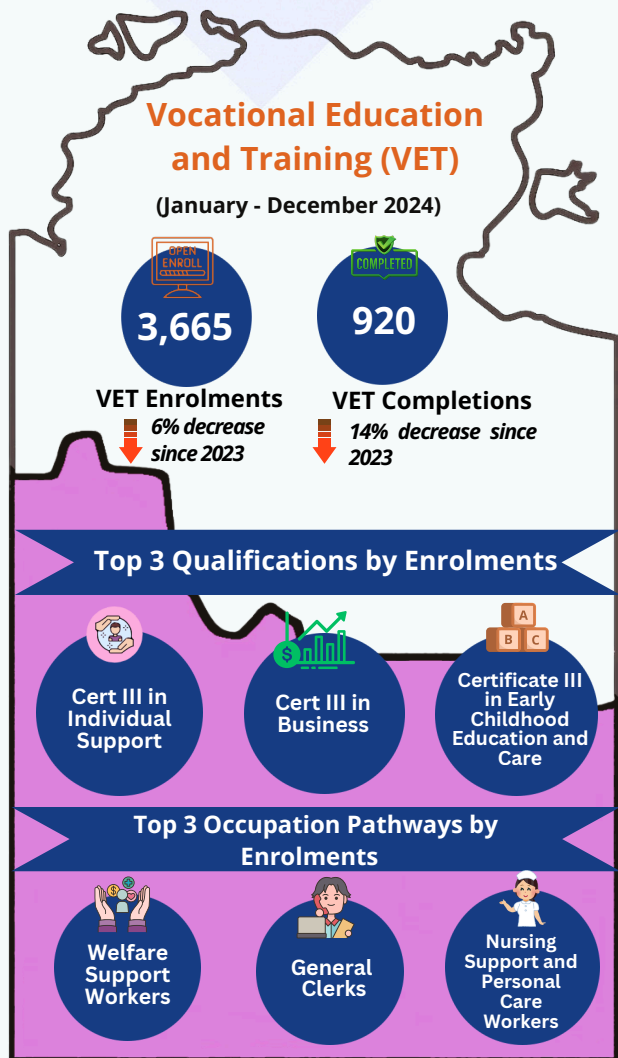 Vocational Education
and Training (VET)
(January - December 2024)
OPEN
ENROLL
COMPLETED
3,665
920
VET Enrolments
6% decrease
since 2023
VET Completions
14% decrease since
2023
Top 3 Qualifications by Enrolments
Cert III in
Individual
Support
$
Cert III in
Business
A
B C
Certificate III
in Early
Childhood
Education and
Care
Top 3 Occupation Pathways by
Enrolments
$
Welfare
Support
Workers
General
Clerks
Nursing
Support and
Personal
Care
Workers